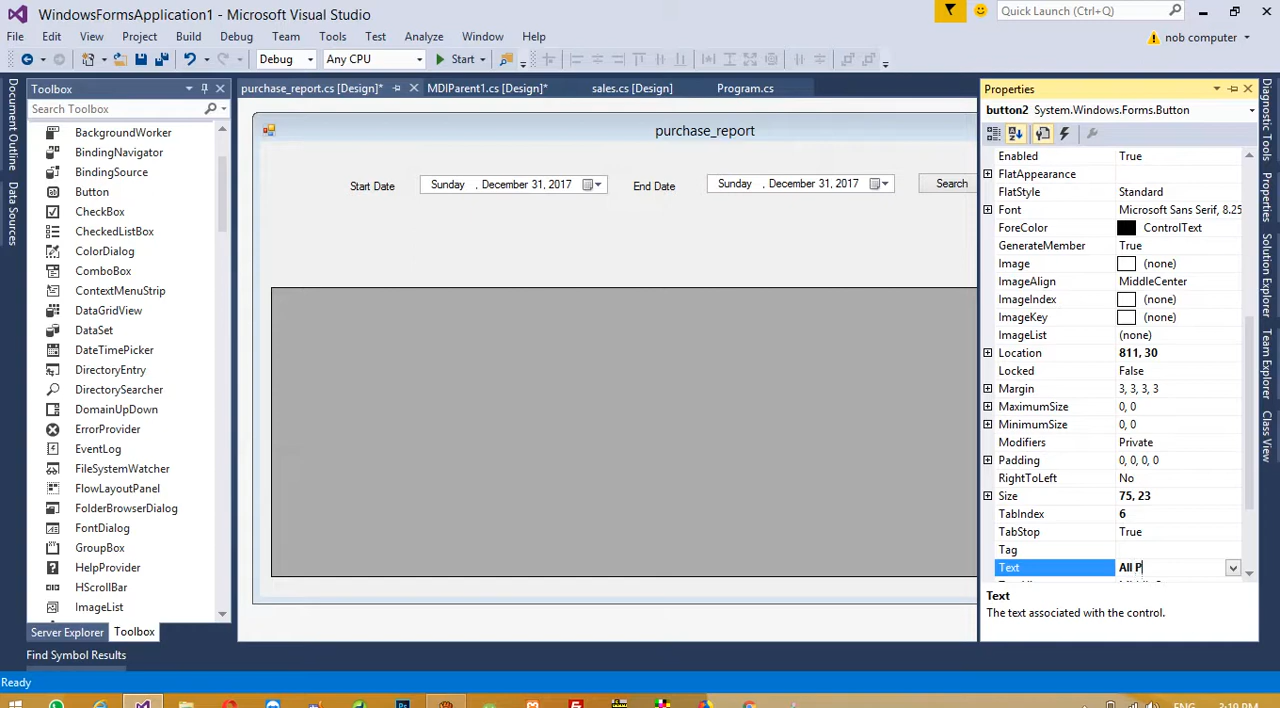 WindowsFormsApplication1 - Microsoft Visual Studio
Quick Launch (Ctrl+Q)
File Edit View Project Build Debug Team Tools Test Analyze Window Help
nob computer
Debug Any CPU Start
Toolbox
purchase_report.cs [Design]* MDIParent1.cs [Design]* sales.cs [Design] Program.cs
Properties
Search Toolbox
button2 System.Windows.Forms.Button
Document Outline
Data Sources
BackgroundWorker
BindingNavigator
BindingSource
Button
CheckBox
CheckedListBox
ColorDialog
ComboBox
ContextMenuStrip
DataGridView
DataSet
DateTimePicker
DirectoryEntry
DirectorySearcher
DomainUpDown
ErrorProvider
EventLog
FileSystemWatcher
FlowLayoutPanel
FolderBrowserDialog
FontDialog
GroupBox
HelpProvider
HScrollBar
ImageList
Server Explorer Toolbox
Find Symbol Results
Ready
purchase_report
Start Date Sunday , December 31, 2017 End Date Sunday , December 31, 2017 Search
Enabled True
FlatAppearance
FlatStyle Standard
Font Microsoft Sans Serif, 8.25
ForeColor ControlText
GenerateMember True
Image (none)
ImageAlign MiddleCenter
ImageIndex (none)
ImageKey (none)
ImageList (none)
Location 811, 30
Locked False
Margin 3, 3, 3, 3
MaximumSize 0, 0
MinimumSize 0, 0
Modifiers Private
Padding 0, 0, 0, 0
RightToLeft No
Size 75, 23
TabIndex 6
TabStop True
Tag
Text All P
Text
The text associated with the control.
Diagnostic Tools
Properties
Solution Explorer
Team Explorer
Class View
ENG